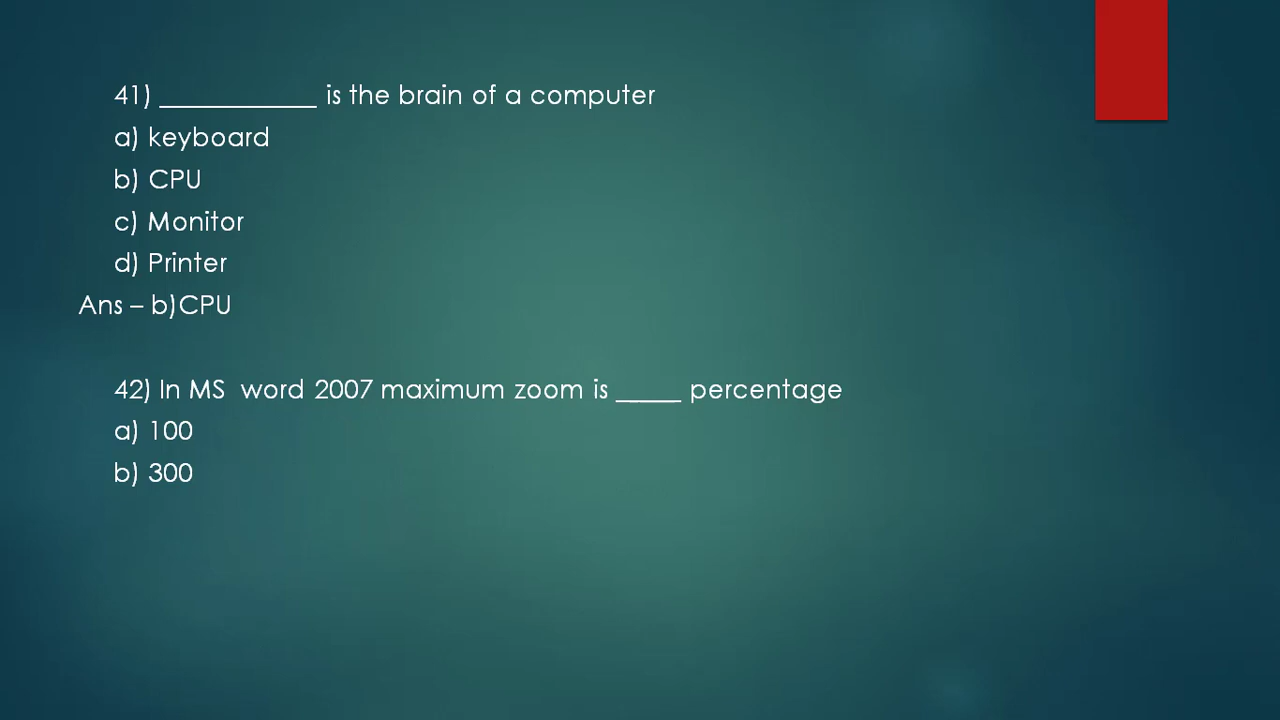 41) ____________ is the brain of a computer
a) keyboard
b) CPU
c) Monitor
d) Printer
Ans – b)CPU
42) In MS  word 2007 maximum zoom is _____ percentage
a) 100
b) 300